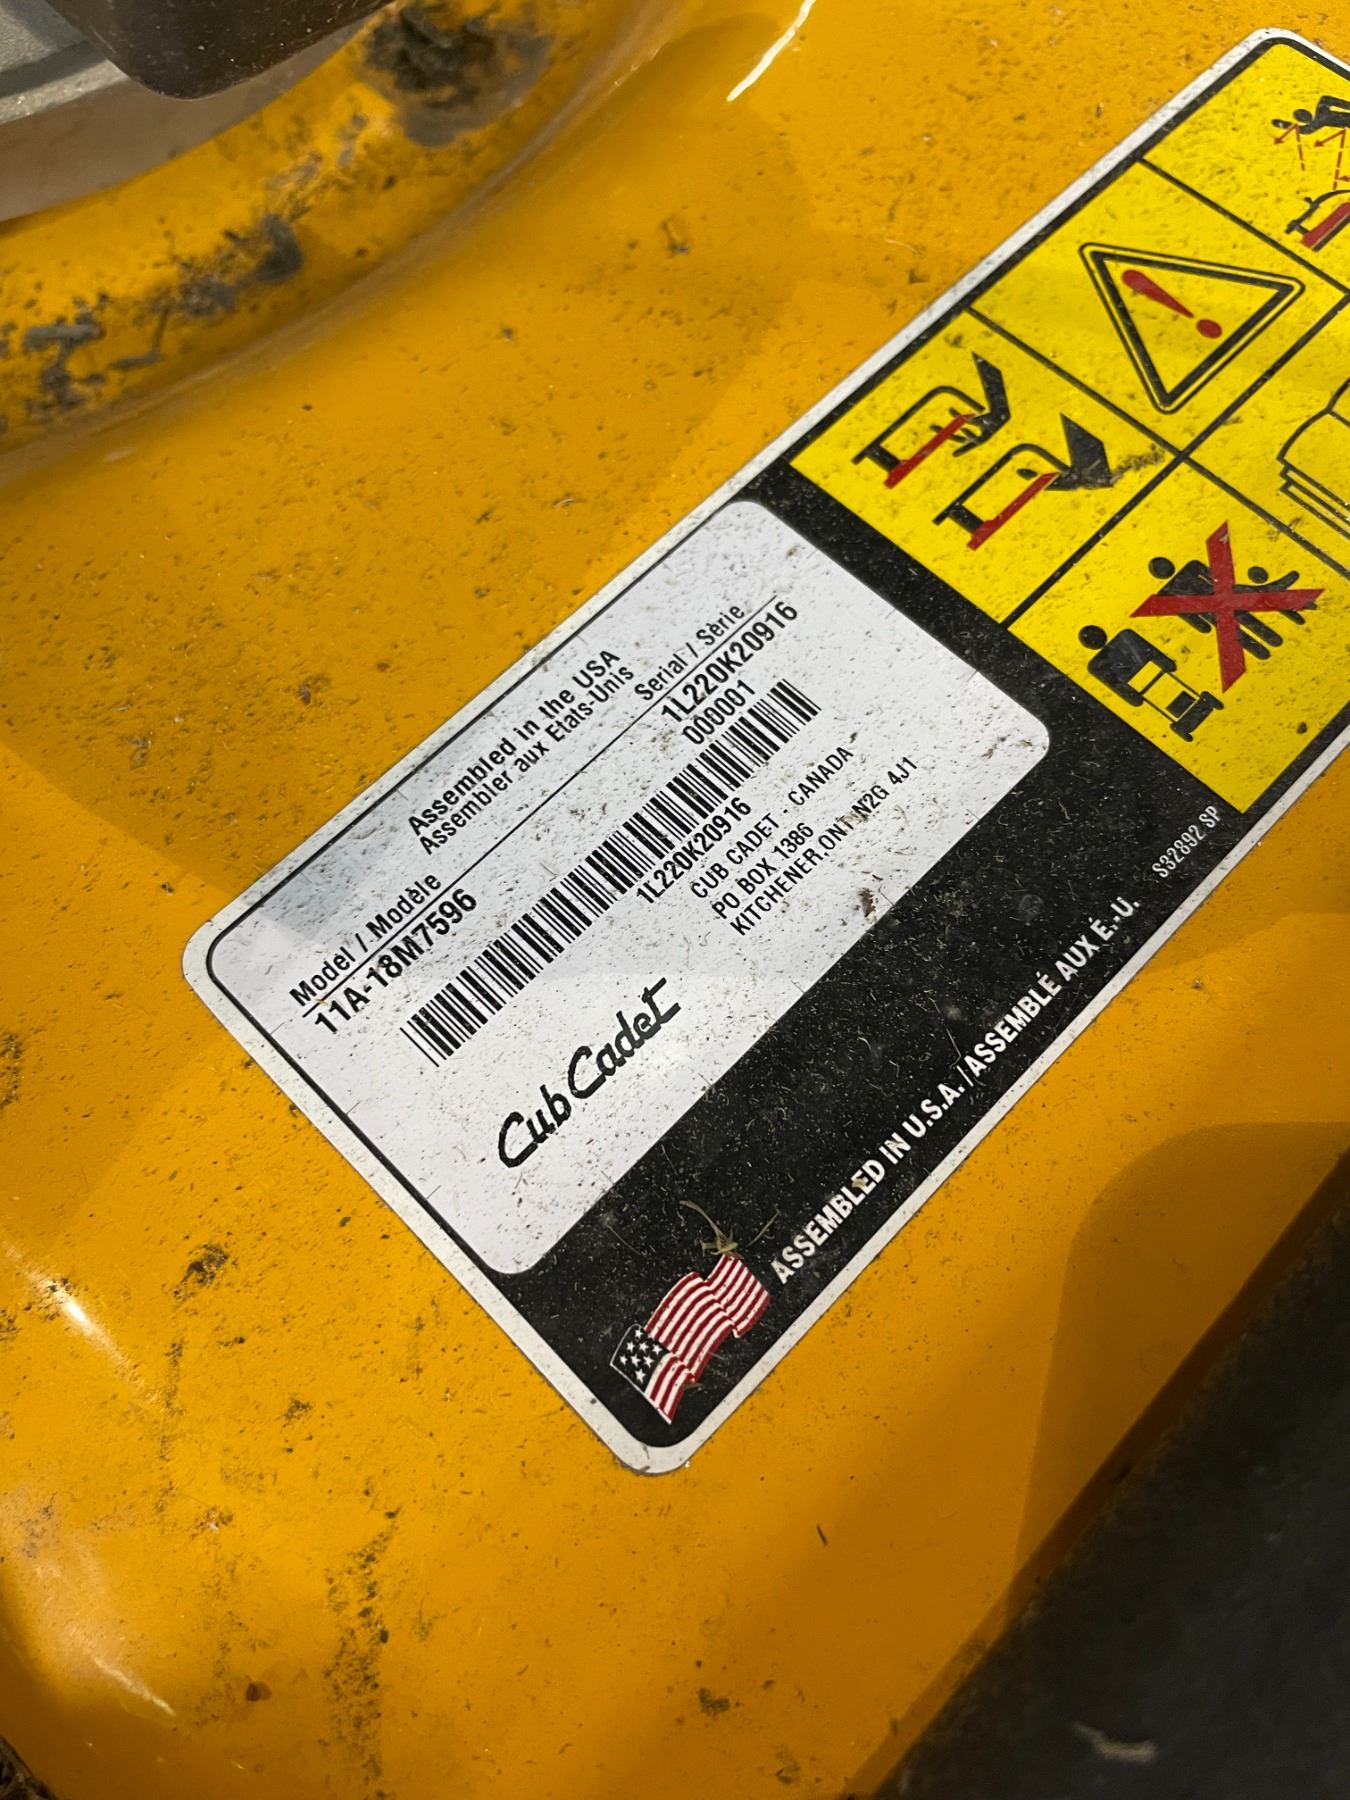 Assembled in the USA
Assembler aux Etats-Unis
Model / Modèle
Serial / Série
11A-18M7596
1L220K20916
000001
1L220K20916
CUB CADET - CANADA
PO BOX 1386
KITCHENER,ONT N2G 4J1
Cub Cadet
S32892 SP
ASSEMBLED IN U.S.A./ASSEMBLÉ AUX É.-U.